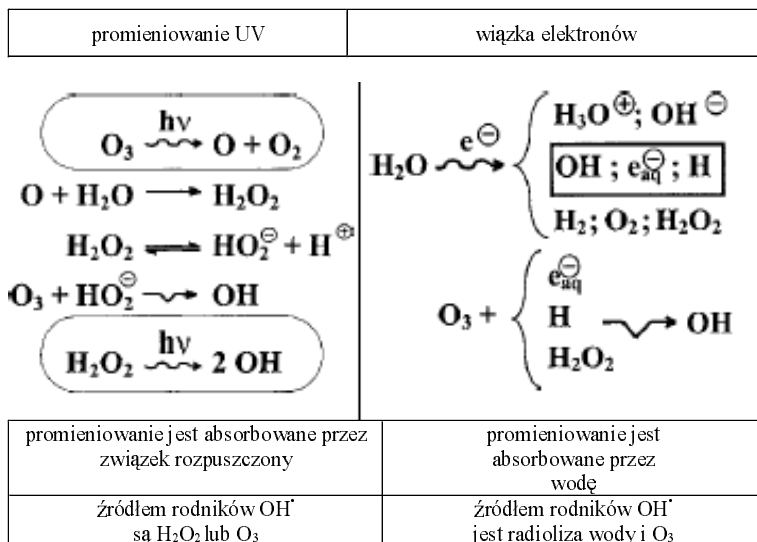 promieniowanie UV
wiązka elektronów
O₃ hν O + O₂
O + H₂O → H₂O₂
H₂O₂ ⇌ HO₂⊖ + H⊕
O₃ + HO₂⊖ → OH
H₂O₂ hν 2 OH
H₂O e⊖
H₃O⊕; OH⊖
OH ; e⊖aq ; H
H₂; O₂; H₂O₂
O₃ +
e⊖aq
H
H₂O₂
→ OH
promieniowanie jest absorbowane przez
związek rozpuszczony
promieniowanie jest
absorbowane przez
wodę
źródłem rodników OH•
są H₂O₂ lub O₃
źródłem rodników OH•
jest radioliza wody i O₃